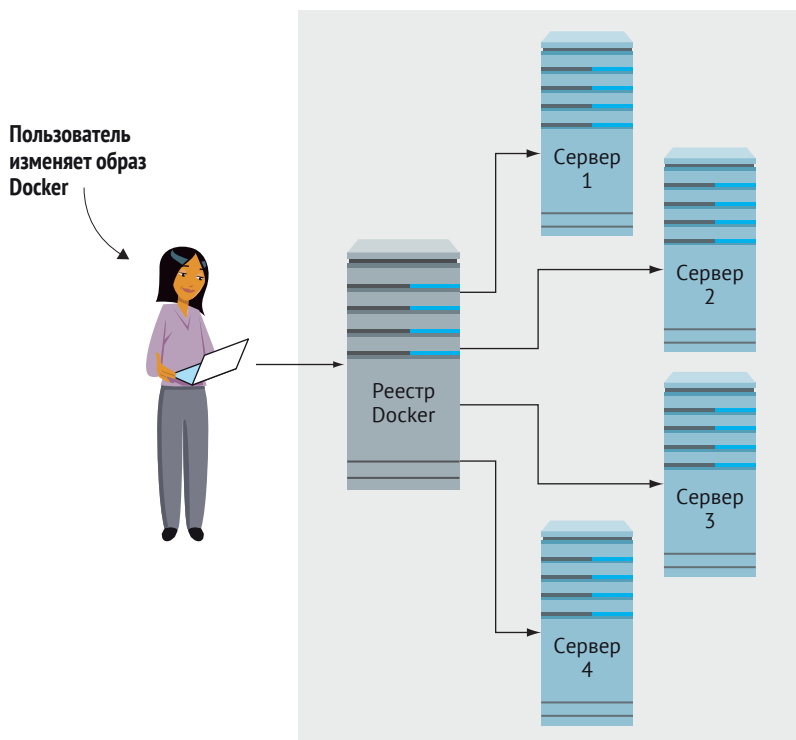 Пользователь
изменяет образ
Docker
Сервер
1
Сервер
2
Реестр
Docker
Сервер
3
Сервер
4